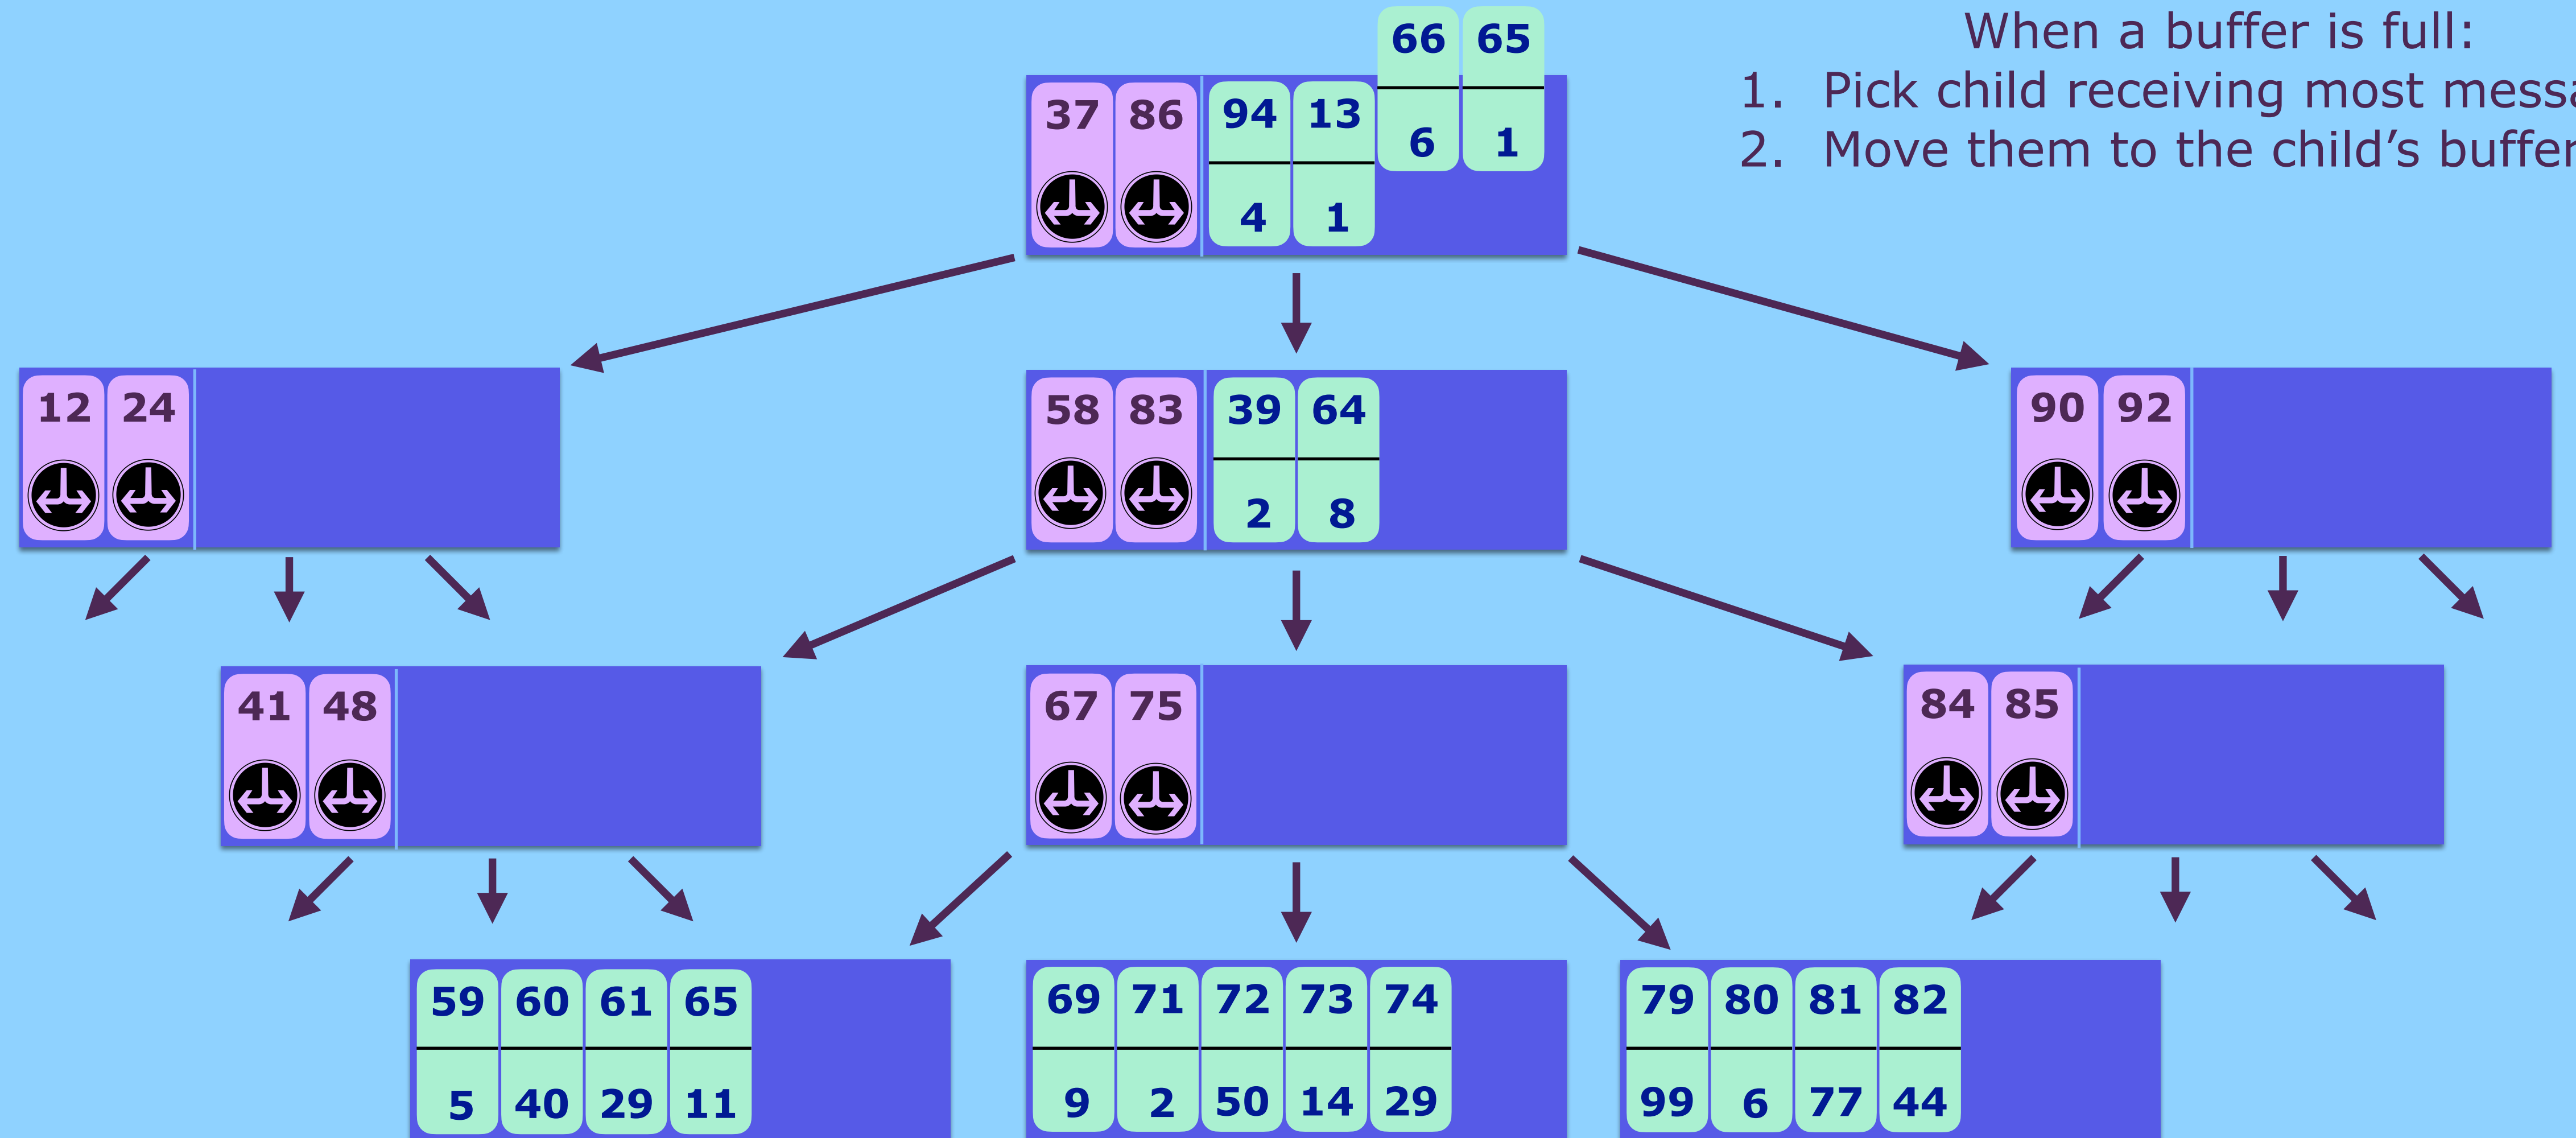 66 65
When a buffer is full:
1. Pick child receiving most messa
2. Move them to the child's buffer
37 86 94 13
6 1
4 1
12 24
58 83 39 64
90 92
2 8
41 48
67 75
84 85
59 60 61 65
69 71 72 73 74
79 80 81 82
5 40 29 11
9 2 50 14 29
99 6 77 44